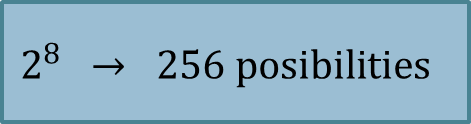 2⁸ → 256 posibilities